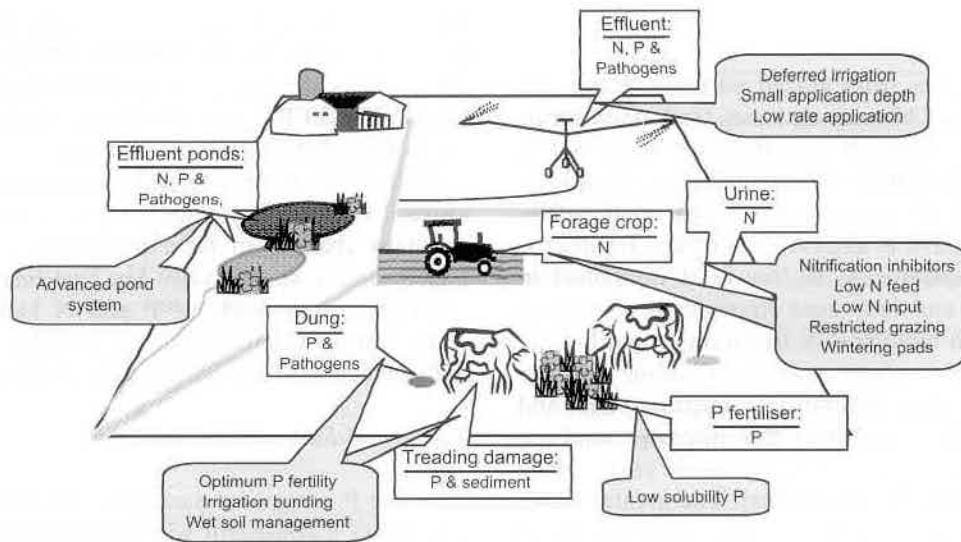 Effluent:
N, P &
Pathogens
Deferred irrigation
Small application depth
Low rate application
Effluent ponds:
N, P &
Pathogens,
Urine:
N
Forage crop:
N
Advanced pond
system
Nitrification inhibitors
Low N feed
Low N input
Restricted grazing
Wintering pads
Dung:
P &
Pathogens
P fertiliser:
P
Treading damage:
P & sediment
Optimum P fertility
Irrigation bunding
Wet soil management
Low solubility P